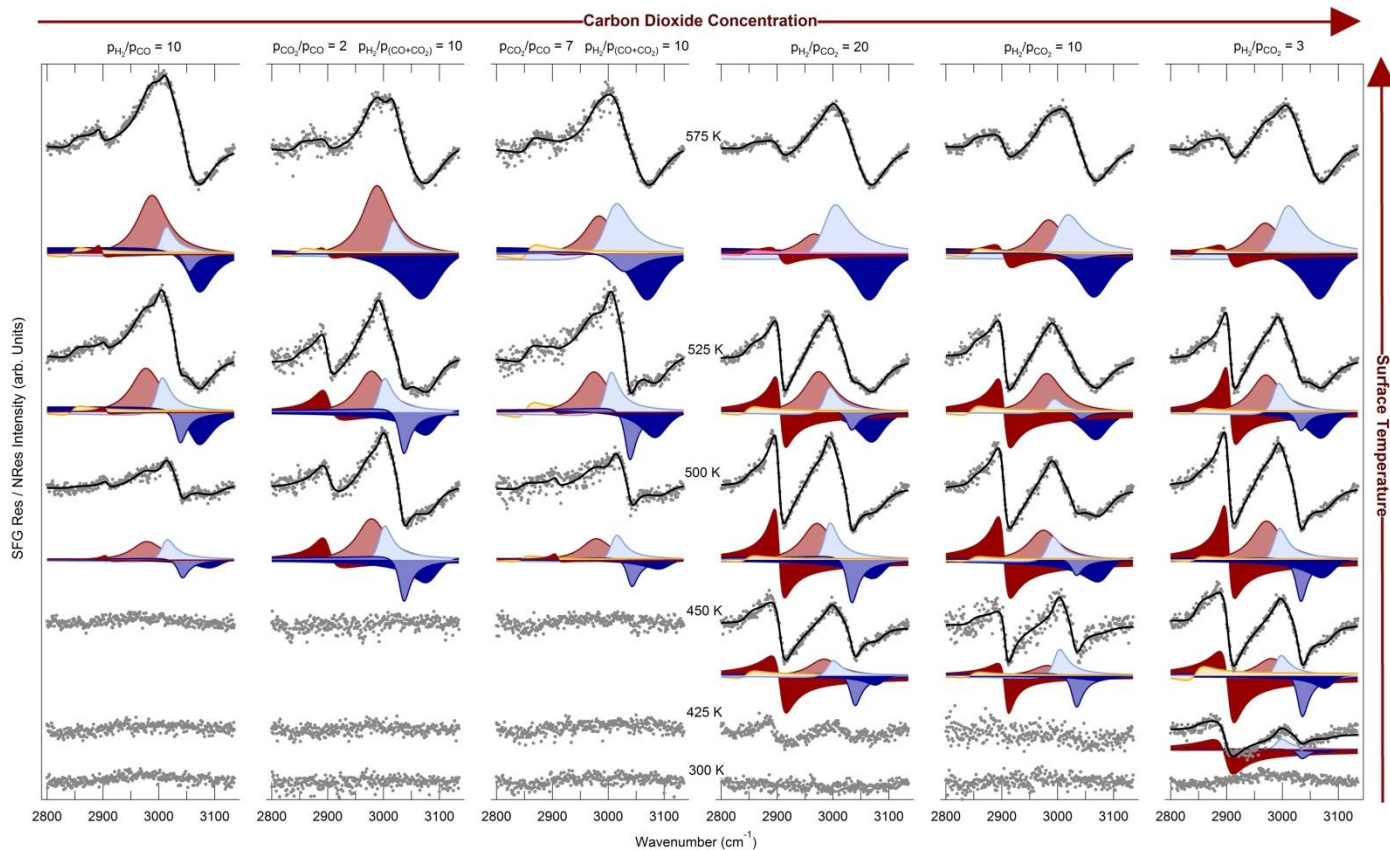 Carbon Dioxide Concentration
pH₂/pCO = 10
pCO₂/pCO = 2 pH₂/p(CO+CO₂) = 10
pCO₂/pCO = 7 pH₂/p(CO+CO₂) = 10
pH₂/pCO₂ = 20
pH₂/pCO₂ = 10
pH₂/pCO₂ = 3
575 K
525 K
500 K
450 K
425 K
300 K
SFG Res / NRes Intensity (arb. Units)
Surface Temperature
2800 2900 3000 3100 2800 2900 3000 3100 2800 2900 3000 3100 2800 2900 3000 3100 2800 2900 3000 3100 2800 2900 3000 3100
Wavenumber (cm⁻¹)